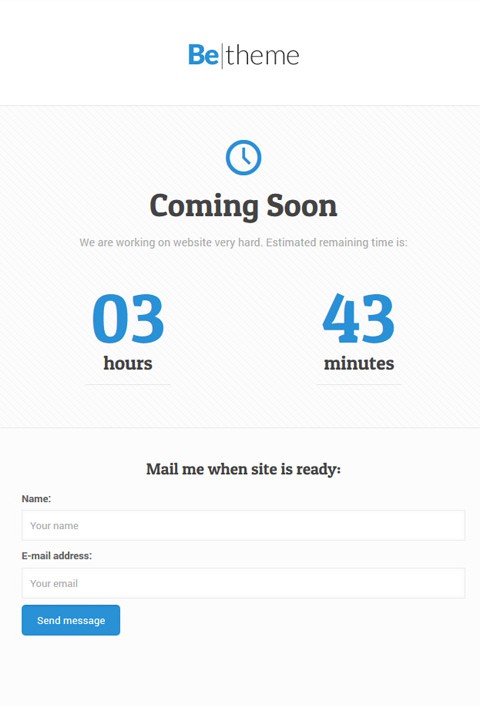 Be|theme
Coming Soon
We are working on website very hard. Estimated remaining time is:
03 43
hours minutes
Mail me when site is ready:
Name:
Your name
E-mail address:
Your email
Send message